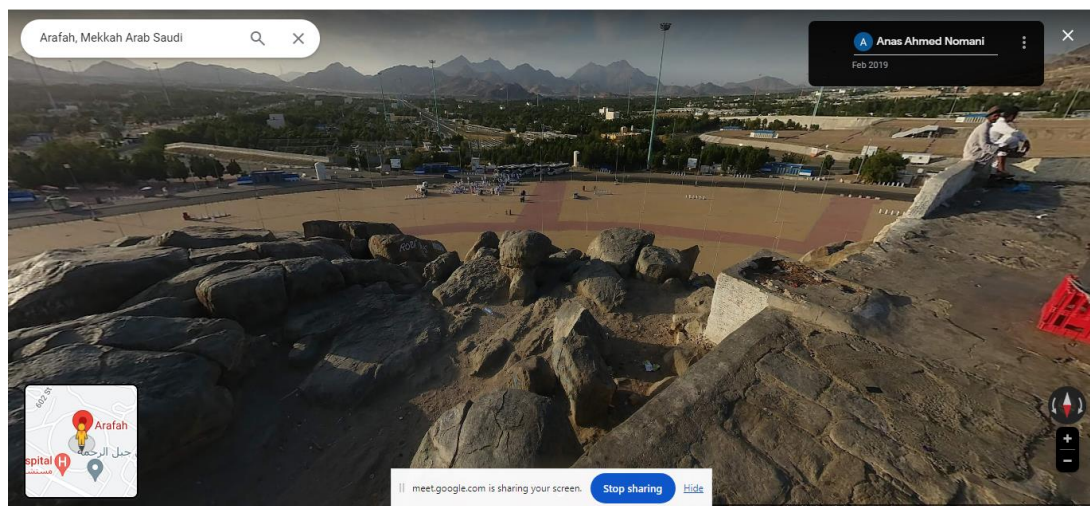 Arafah, Mekkah Arab Saudi
A Anas Ahmed Nomani
Feb 2019
602 St
Arafah
جبل الرحمة
spital H
meet.google.com is sharing your screen. Stop sharing Hide